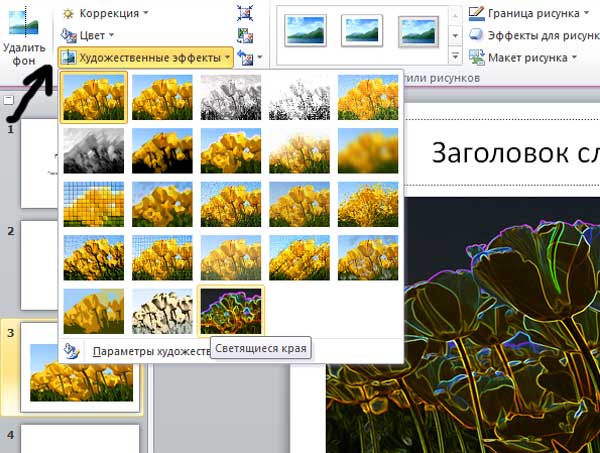 Коррекция
Граница рисунка
Удалить
фон
Цвет
Эффекты для рисунк
Художественные эффекты
Макет рисунка
тили рисунков
1
Заголовок сл
2
3
Параметры художеств
Светящиеся края
4